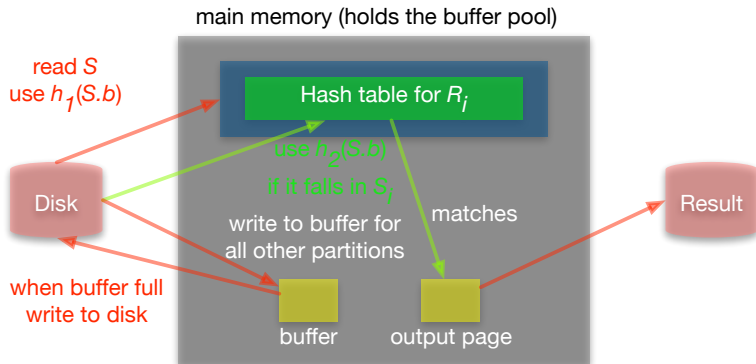 main memory (holds the buffer pool)
read S
use h₁(S.b)
Hash table for Rᵢ
use h₂(S.b)
if it falls in Sᵢ
Disk
matches
Result
write to buffer for
all other partitions
when buffer full
write to disk
buffer
output page